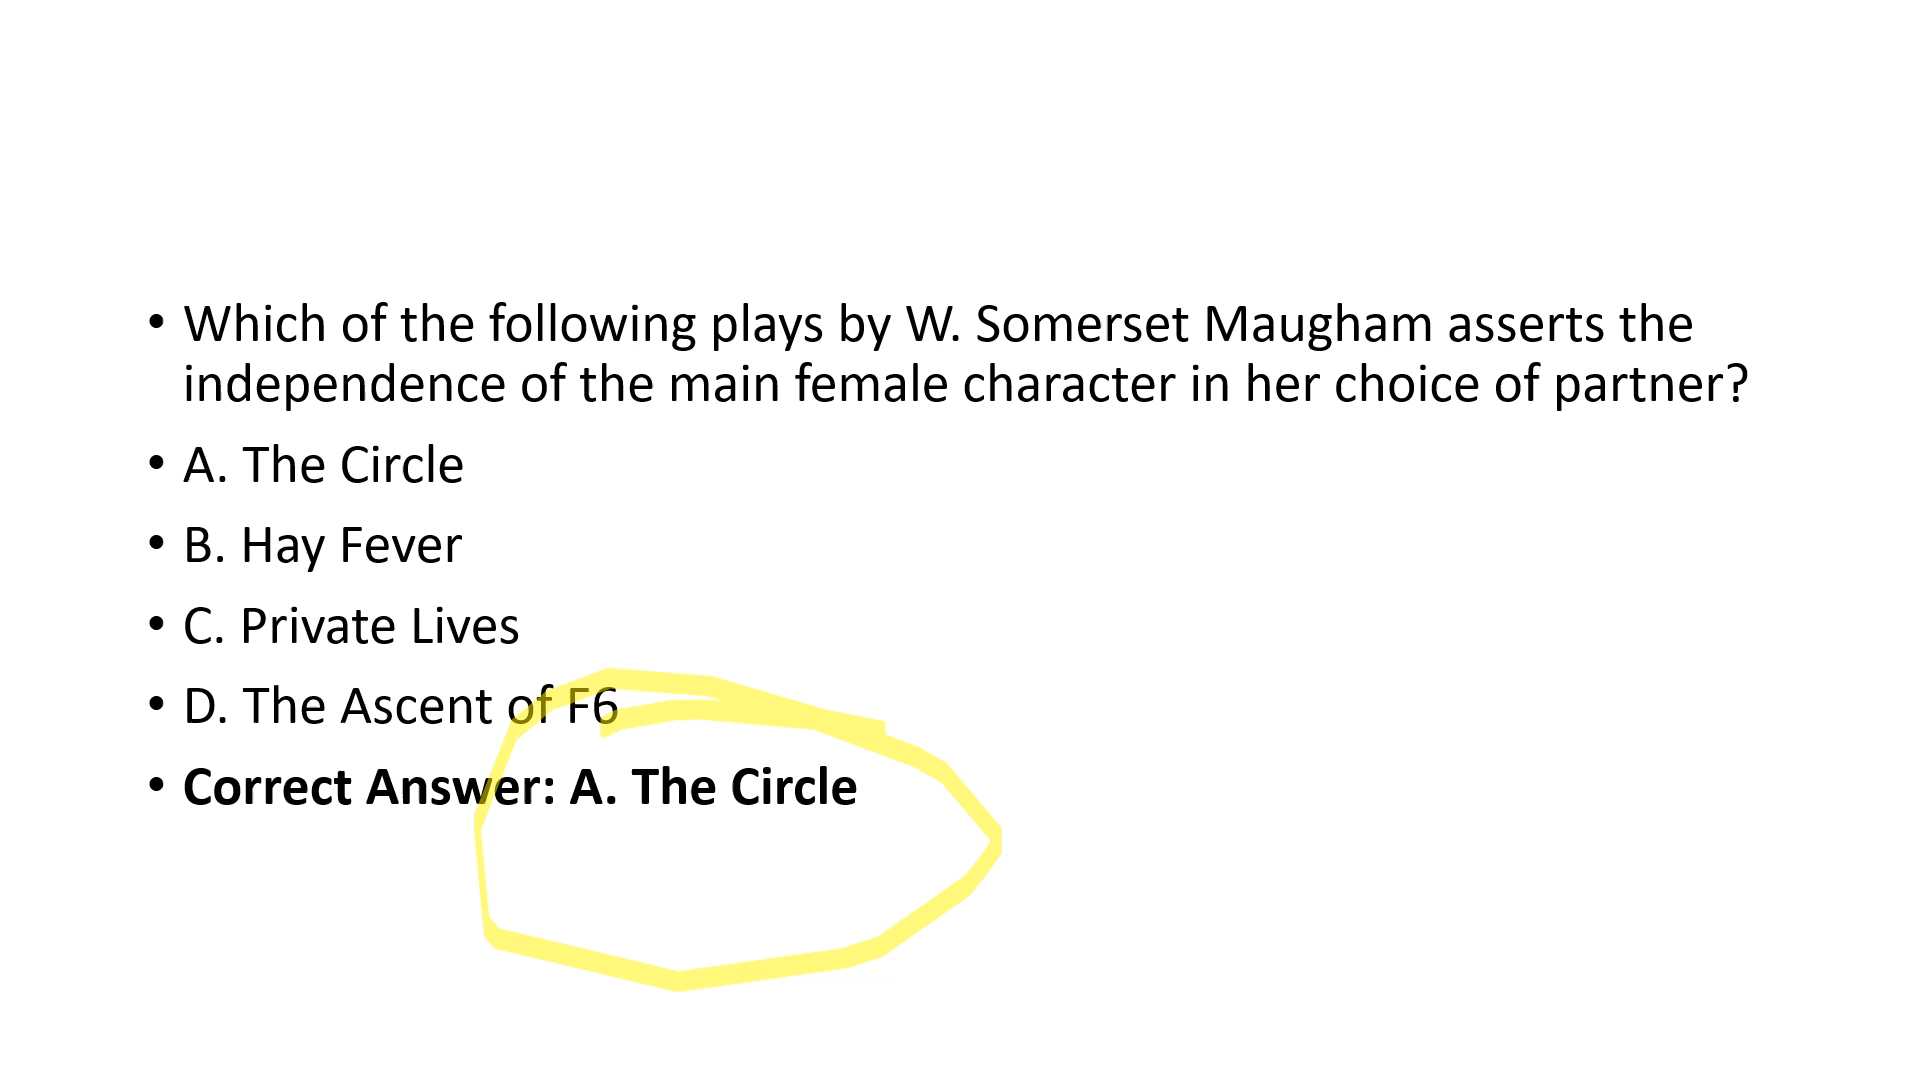 • Which of the following plays by W. Somerset Maugham asserts the
independence of the main female character in her choice of partner?
• A. The Circle
• B. Hay Fever
• C. Private Lives
• D. The Ascent of F6
• Correct Answer: A. The Circle